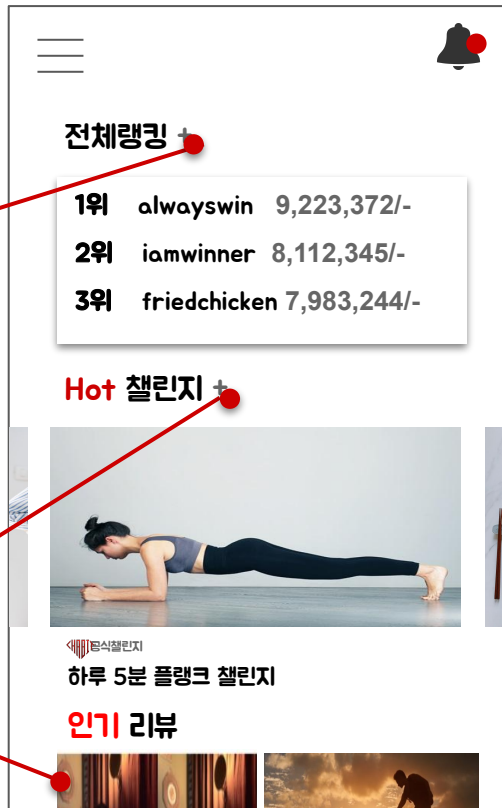 전체랭킹 +
1위 alwayswin 9,223,372/-
2위 iamwinner 8,112,345/-
3위 friedchicken 7,983,244/-
Hot 챌린지 +
공식챌린지
하루 5분 플랭크 챌린지
인기 리뷰